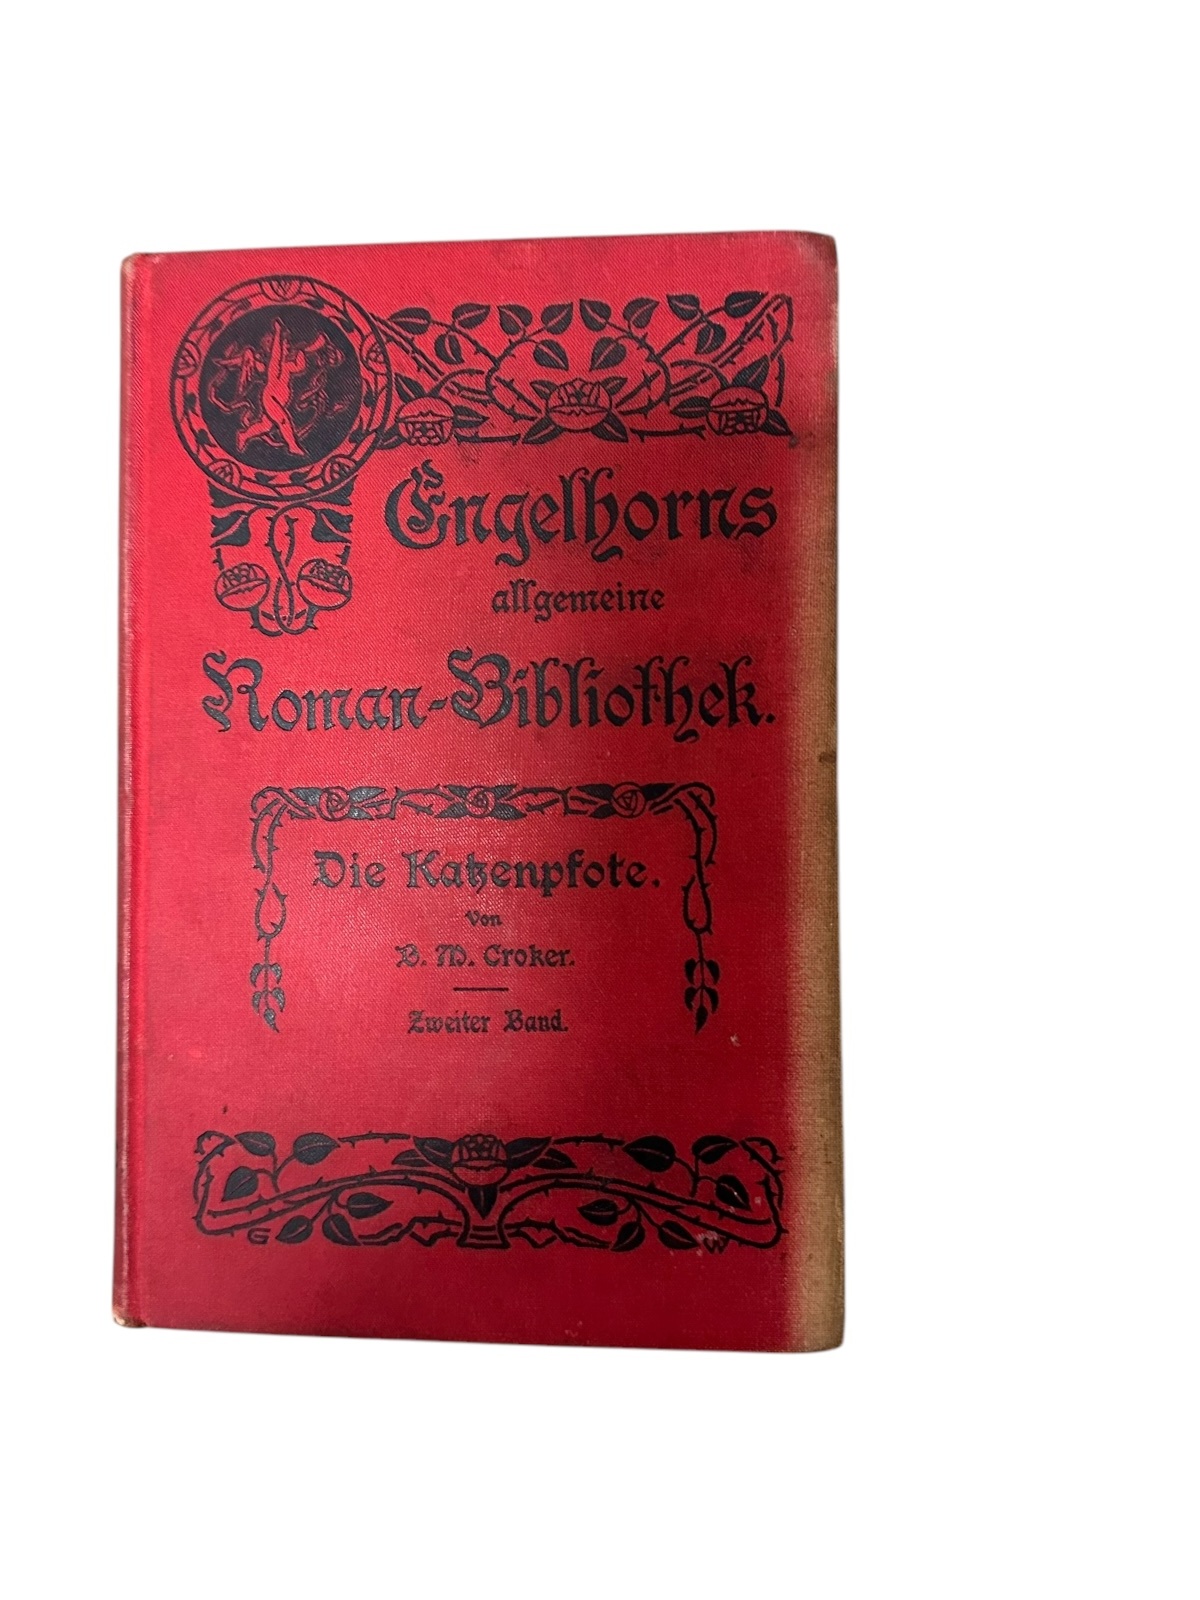 Engelhorns
allgemeine
Roman-Bibliothek.
Die Katzenpfote.
Von
B. M. Croker.
Zweiter Band.
G W